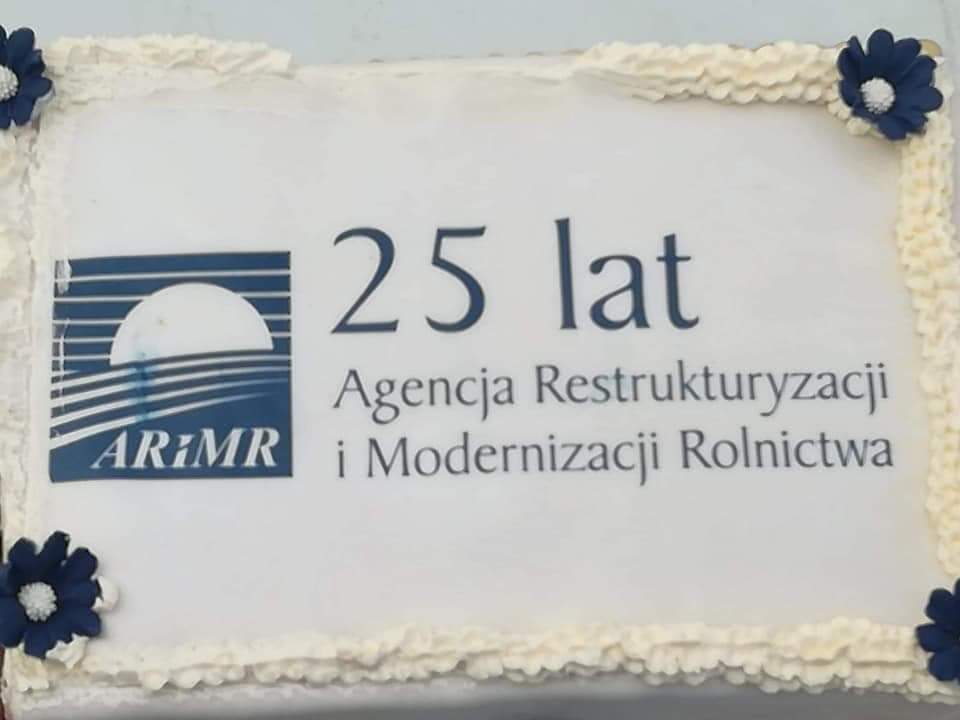 25 lat
Agencja Restrukturyzacji
i Modernizacji Rolnictwa
ARiMR